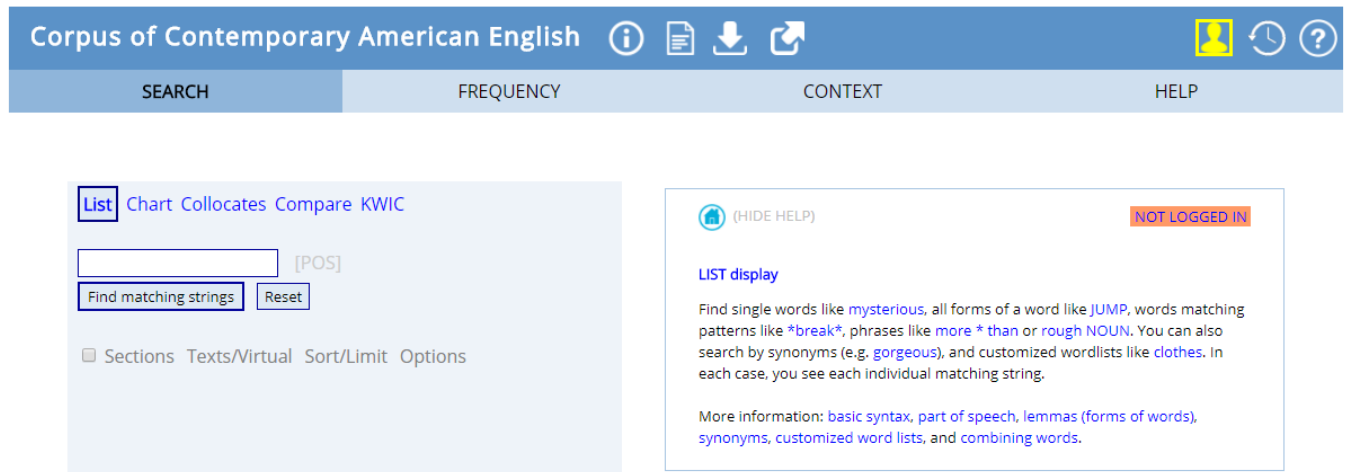 Corpus of Contemporary American English
SEARCH FREQUENCY CONTEXT HELP
List Chart Collocates Compare KWIC
[POS]
Find matching strings Reset
Sections Texts/Virtual Sort/Limit Options
(HIDE HELP) NOT LOGGED IN
LIST display
Find single words like mysterious, all forms of a word like JUMP, words matching
patterns like *break*, phrases like more * than or rough NOUN. You can also
search by synonyms (e.g. gorgeous), and customized wordlists like clothes. In
each case, you see each individual matching string.
More information: basic syntax, part of speech, lemmas (forms of words),
synonyms, customized word lists, and combining words.